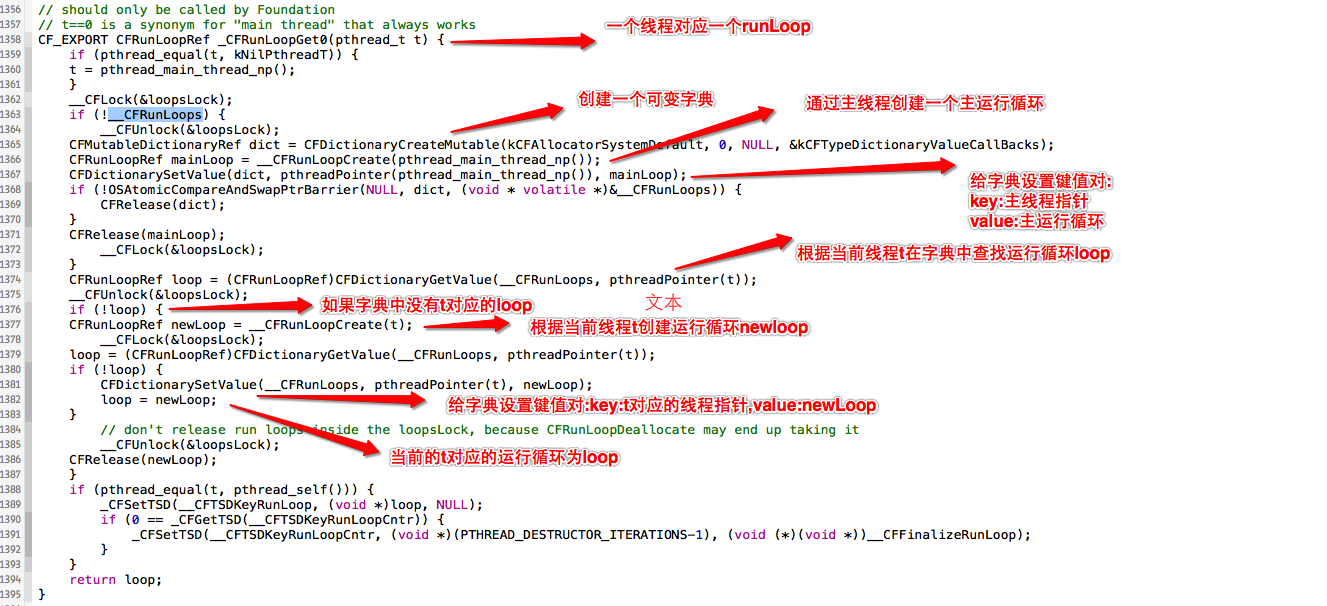 1356 // should only be called by Foundation
1357 // t==0 is a synonym for "main thread" that always works
一个线程对应一个runLoop
1358 CF_EXPORT CFRunLoopRef _CFRunLoopGet0(pthread_t t) {
1359 if (pthread_equal(t, kNilPthreadT)) {
1360 t = pthread_main_thread_np();
1361 }
1362 __CFLock(&loopsLock);
创建一个可变字典
通过主线程创建一个主运行循环
1363 if (!__CFRunLoops) {
1364 __CFUnlock(&loopsLock);
1365 CFMutableDictionaryRef dict = CFDictionaryCreateMutable(kCFAllocatorSystemDefault, 0, NULL, &kCFTypeDictionaryValueCallBacks);
1366 CFRunLoopRef mainLoop = __CFRunLoopCreate(pthread_main_thread_np());
1367 CFDictionarySetValue(dict, pthreadPointer(pthread_main_thread_np()), mainLoop);
给字典设置键值对:
key:主线程指针
value:主运行循环
1368 if (!OSAtomicCompareAndSwapPtrBarrier(NULL, dict, (void * volatile *)&__CFRunLoops)) {
1369 CFRelease(dict);
1370 }
1371 CFRelease(mainLoop);
1372 __CFLock(&loopsLock);
根据当前线程t在字典中查找运行循环loop
1373 }
1374 CFRunLoopRef loop = (CFRunLoopRef)CFDictionaryGetValue(__CFRunLoops, pthreadPointer(t));
1375 __CFUnlock(&loopsLock);
如果字典中没有t对应的loop
文本
1376 if (!loop) {
1377 CFRunLoopRef newLoop = __CFRunLoopCreate(t);
根据当前线程t创建运行循环newloop
1378 __CFLock(&loopsLock);
1379 loop = (CFRunLoopRef)CFDictionaryGetValue(__CFRunLoops, pthreadPointer(t));
1380 if (!loop) {
1381 CFDictionarySetValue(__CFRunLoops, pthreadPointer(t), newLoop);
1382 loop = newLoop;
给字典设置键值对:key:t对应的线程指针,value:newLoop
1383 }
1384 // don't release run loops inside the loopsLock, because CFRunLoopDeallocate may end up taking it
1385 __CFUnlock(&loopsLock);
当前的t对应的运行循环为loop
1386 CFRelease(newLoop);
1387 }
1388 if (pthread_equal(t, pthread_self())) {
1389 _CFSetTSD(__CFTSDKeyRunLoop, (void *)loop, NULL);
1390 if (0 == _CFGetTSD(__CFTSDKeyRunLoopCntr)) {
1391 _CFSetTSD(__CFTSDKeyRunLoopCntr, (void *)(PTHREAD_DESTRUCTOR_ITERATIONS-1), (void (*)(void *))__CFFinalizeRunLoop);
1392 }
1393 }
1394 return loop;
1395 }